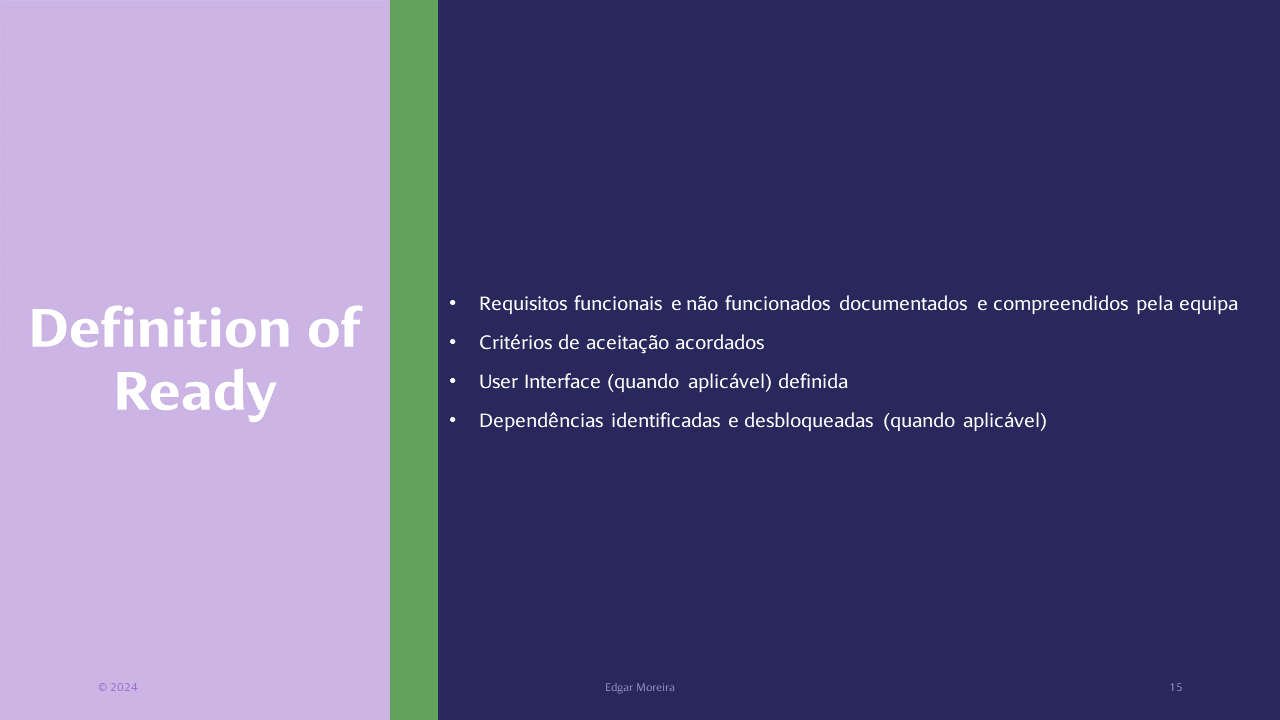 Definition of
Ready
• Requisitos funcionais e não funcionados documentados e compreendidos pela equipa
• Critérios de aceitação acordados
• User Interface (quando aplicável) definida
• Dependências identificadas e desbloqueadas (quando aplicável)
© 2024
Edgar Moreira
15